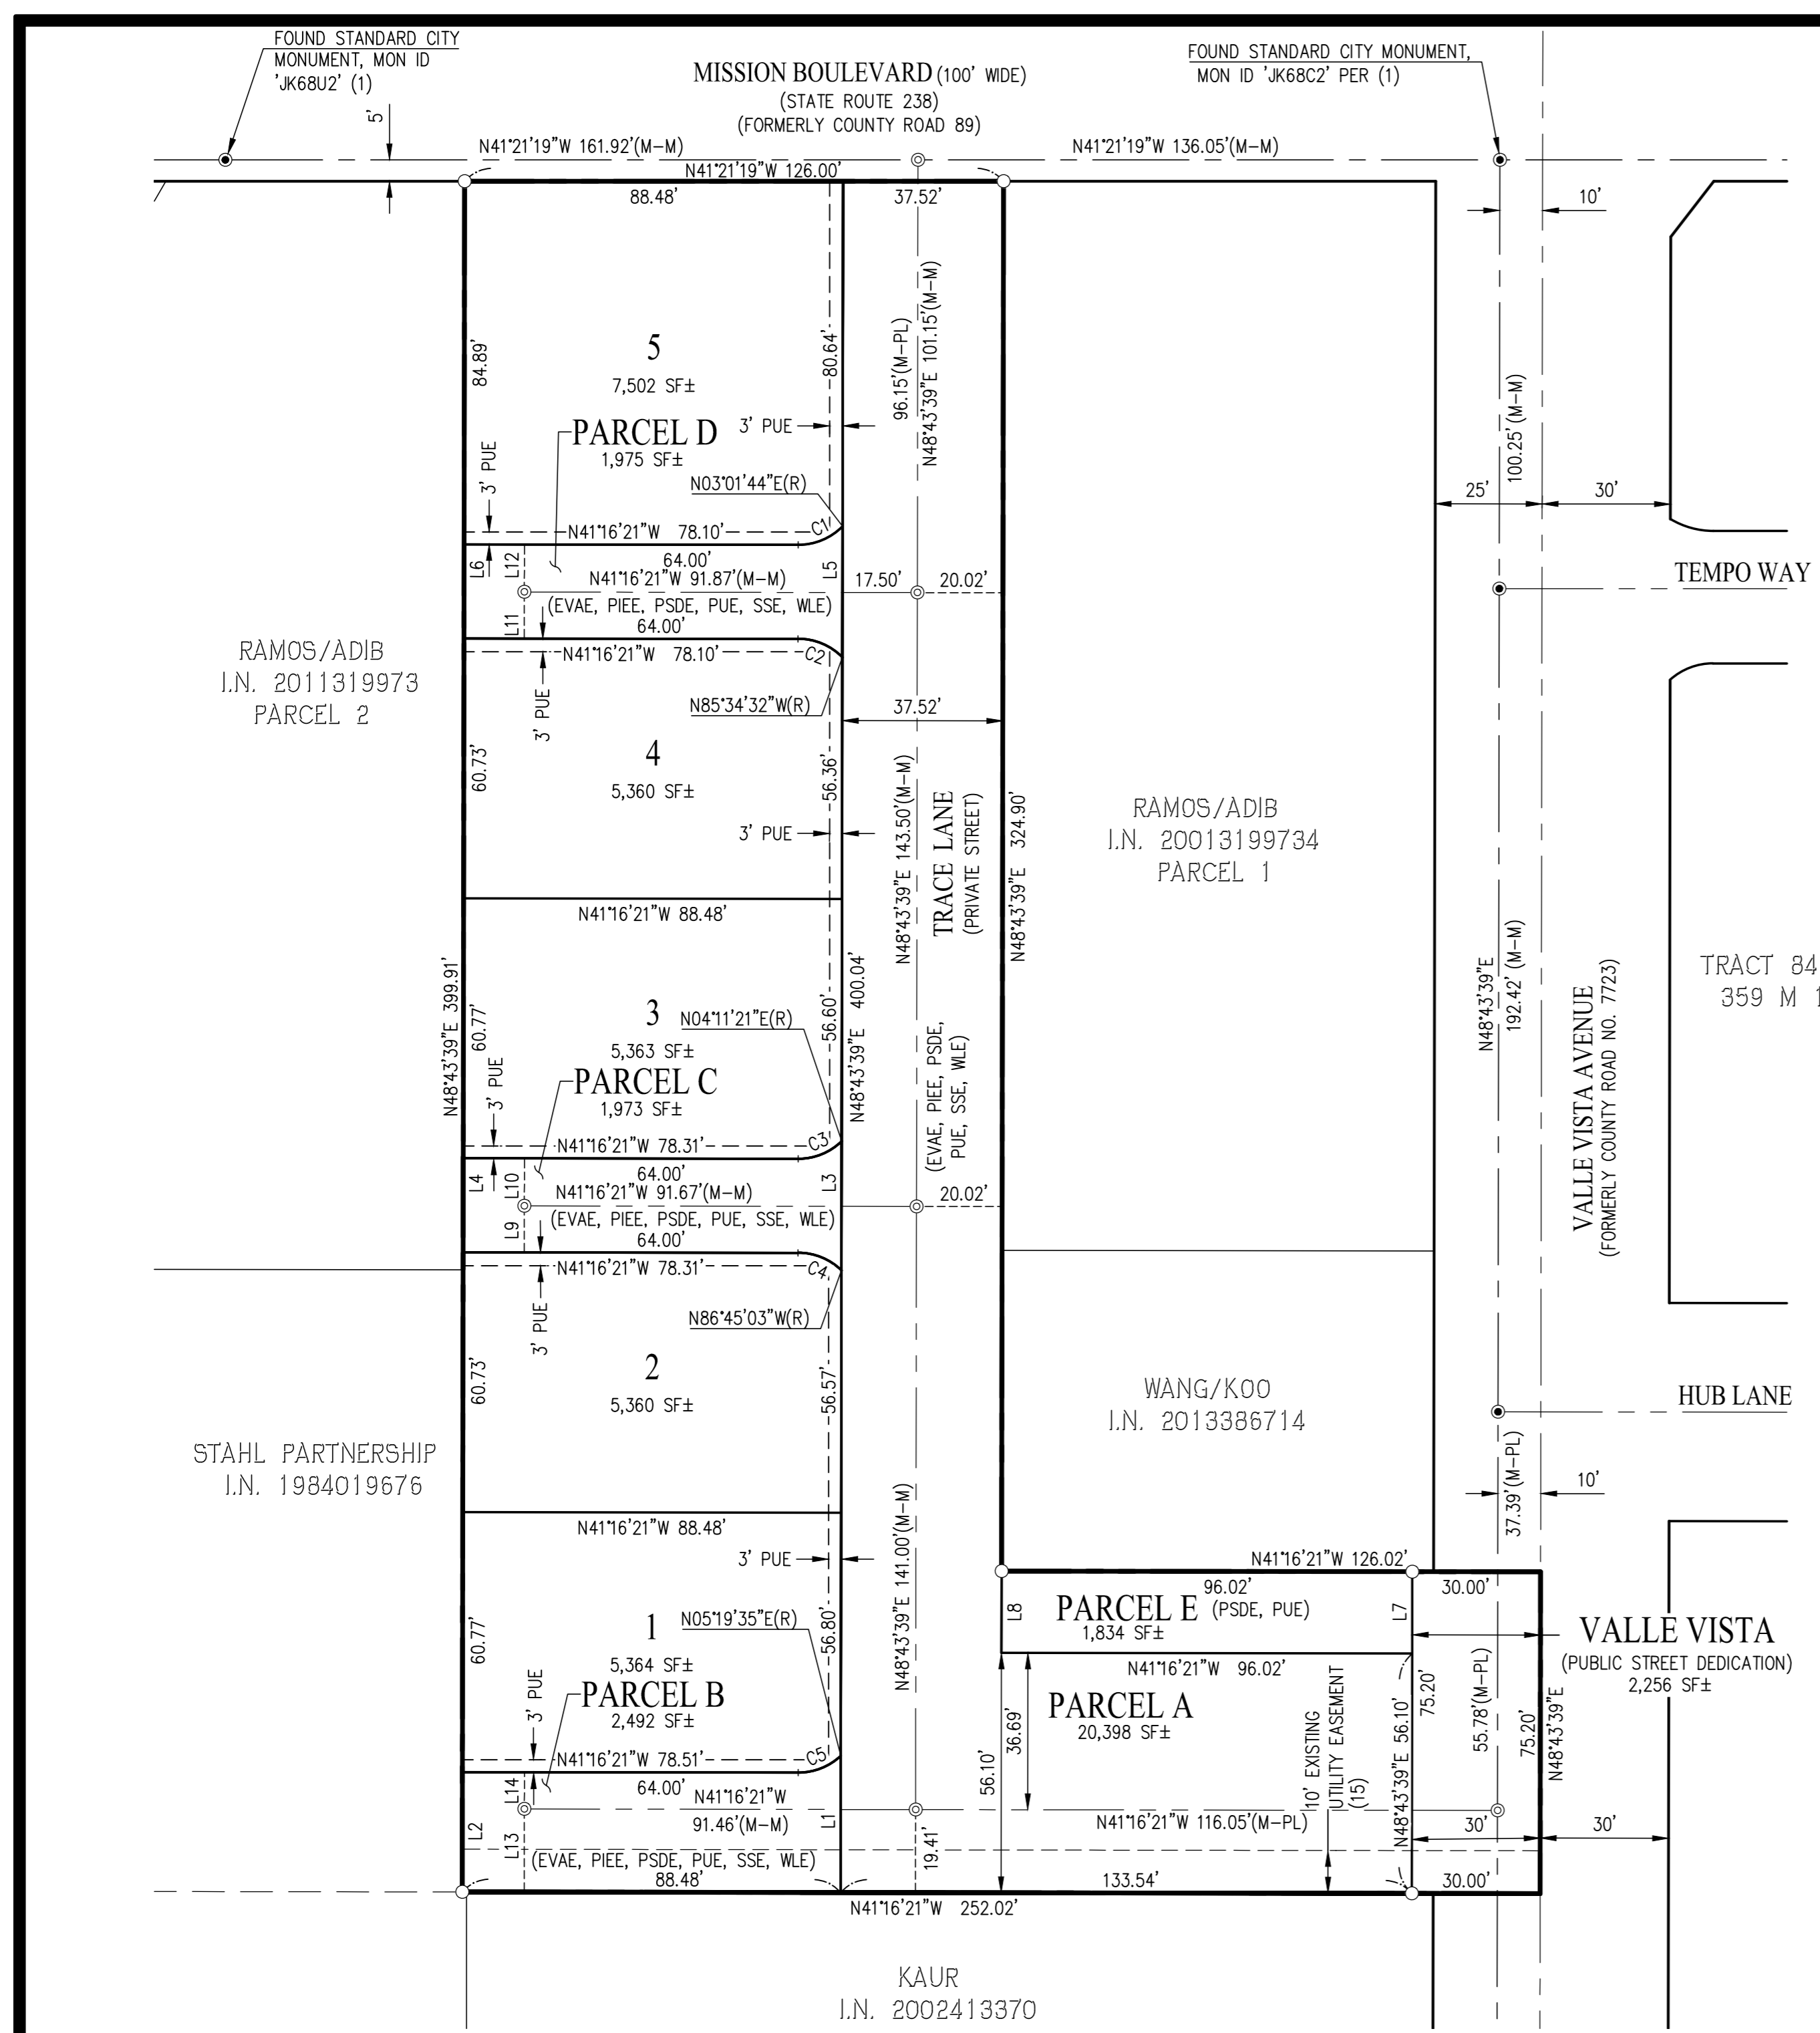 FOUND STANDARD CITY
MONUMENT, MON ID
'JK68U2' (1)
5'
MISSION BOULEVARD (100' WIDE)
(STATE ROUTE 238)
(FORMERLY COUNTY ROAD 89)
FOUND STANDARD CITY MONUMENT,
MON ID 'JK68C2' PER (1)
N41°21'19"W 161.92'(M-M)
N41°21'19"W 136.05'(M-M)
N41°21'19"W 126.00'
88.48'
37.52'
10'
84.89'
5
7,502 SF±
80.64'
3' PUE
PARCEL D
1,975 SF±
3' PUE
N03°01'44"E(R)
96.15'(M-PL)
N48°43'39"E 101.15'(M-M)
100.25'(M-M)
25'
30'
N41°16'21"W 78.10'
C1
L6
L12
64.00'
L5
N41°16'21"W 91.87'(M-M)
17.50'
20.02'
TEMPO WAY
(EVAE, PIEE, PSDE, PUE, SSE, WLE)
L11
64.00'
N41°16'21"W 78.10'
C2
RAMOS/ADIB
I.N. 2011319973
PARCEL 2
3' PUE
N85°34'32"W(R)
37.52'
60.73'
4
5,360 SF±
56.36'
3' PUE
N48°43'39"E 143.50'(M-M)
TRACE LANE
(PRIVATE STREET)
N48°43'39"E 324.90'
RAMOS/ADIB
I.N. 20013199734
PARCEL 1
N41°16'21"W 88.48'
N48°43'39"E 399.91'
60.77'
3
5,363 SF±
56.60'
N04°11'21"E(R)
N48°43'39"E 400.04'
N48°43'39"E
192.42' (M-M)
VALLE VISTA AVENUE
(FORMERLY COUNTY ROAD NO. 7723)
TRACT 84
359 M 1
3' PUE
PARCEL C
1,973 SF±
(EVAE, PIEE, PSDE,
PUE, SSE, WLE)
N41°16'21"W 78.31'
C3
L4
L10
64.00'
L3
N41°16'21"W 91.67'(M-M)
20.02'
(EVAE, PIEE, PSDE, PUE, SSE, WLE)
L9
64.00'
N41°16'21"W 78.31'
C4
3' PUE
N86°45'03"W(R)
60.73'
2
5,360 SF±
56.57'
WANG/KOO
I.N. 2013386714
HUB LANE
STAHL PARTNERSHIP
I.N. 1984019676
37.39'(M-PL)
10'
N41°16'21"W 88.48'
3' PUE
N48°43'39"E 141.00'(M-M)
N41°16'21"W 126.02'
96.02'
30.00'
60.77'
1
5,364 SF±
56.80'
N05°19'35"E(R)
L8
PARCEL E (PSDE, PUE)
1,834 SF±
L7
VALLE VISTA
(PUBLIC STREET DEDICATION)
2,256 SF±
3' PUE
PARCEL B
2,492 SF±
N41°16'21"W 96.02'
PARCEL A
20,398 SF±
36.69'
56.10'
10' EXISTING
UTILITY EASEMENT
(15)
N48°43'39"E 56.10'
75.20'
55.78'(M-PL)
75.20'
N48°43'39"E
N41°16'21"W 78.51'
C5
L14
64.00'
N41°16'21"W
91.46'(M-M)
L1
L2
L13
N41°16'21"W 116.05'(M-PL)
30'
30'
(EVAE, PIEE, PSDE, PUE, SSE, WLE)
19.41'
88.48'
133.54'
30.00'
N41°16'21"W 252.02'
KAUR
I.N. 2002413370